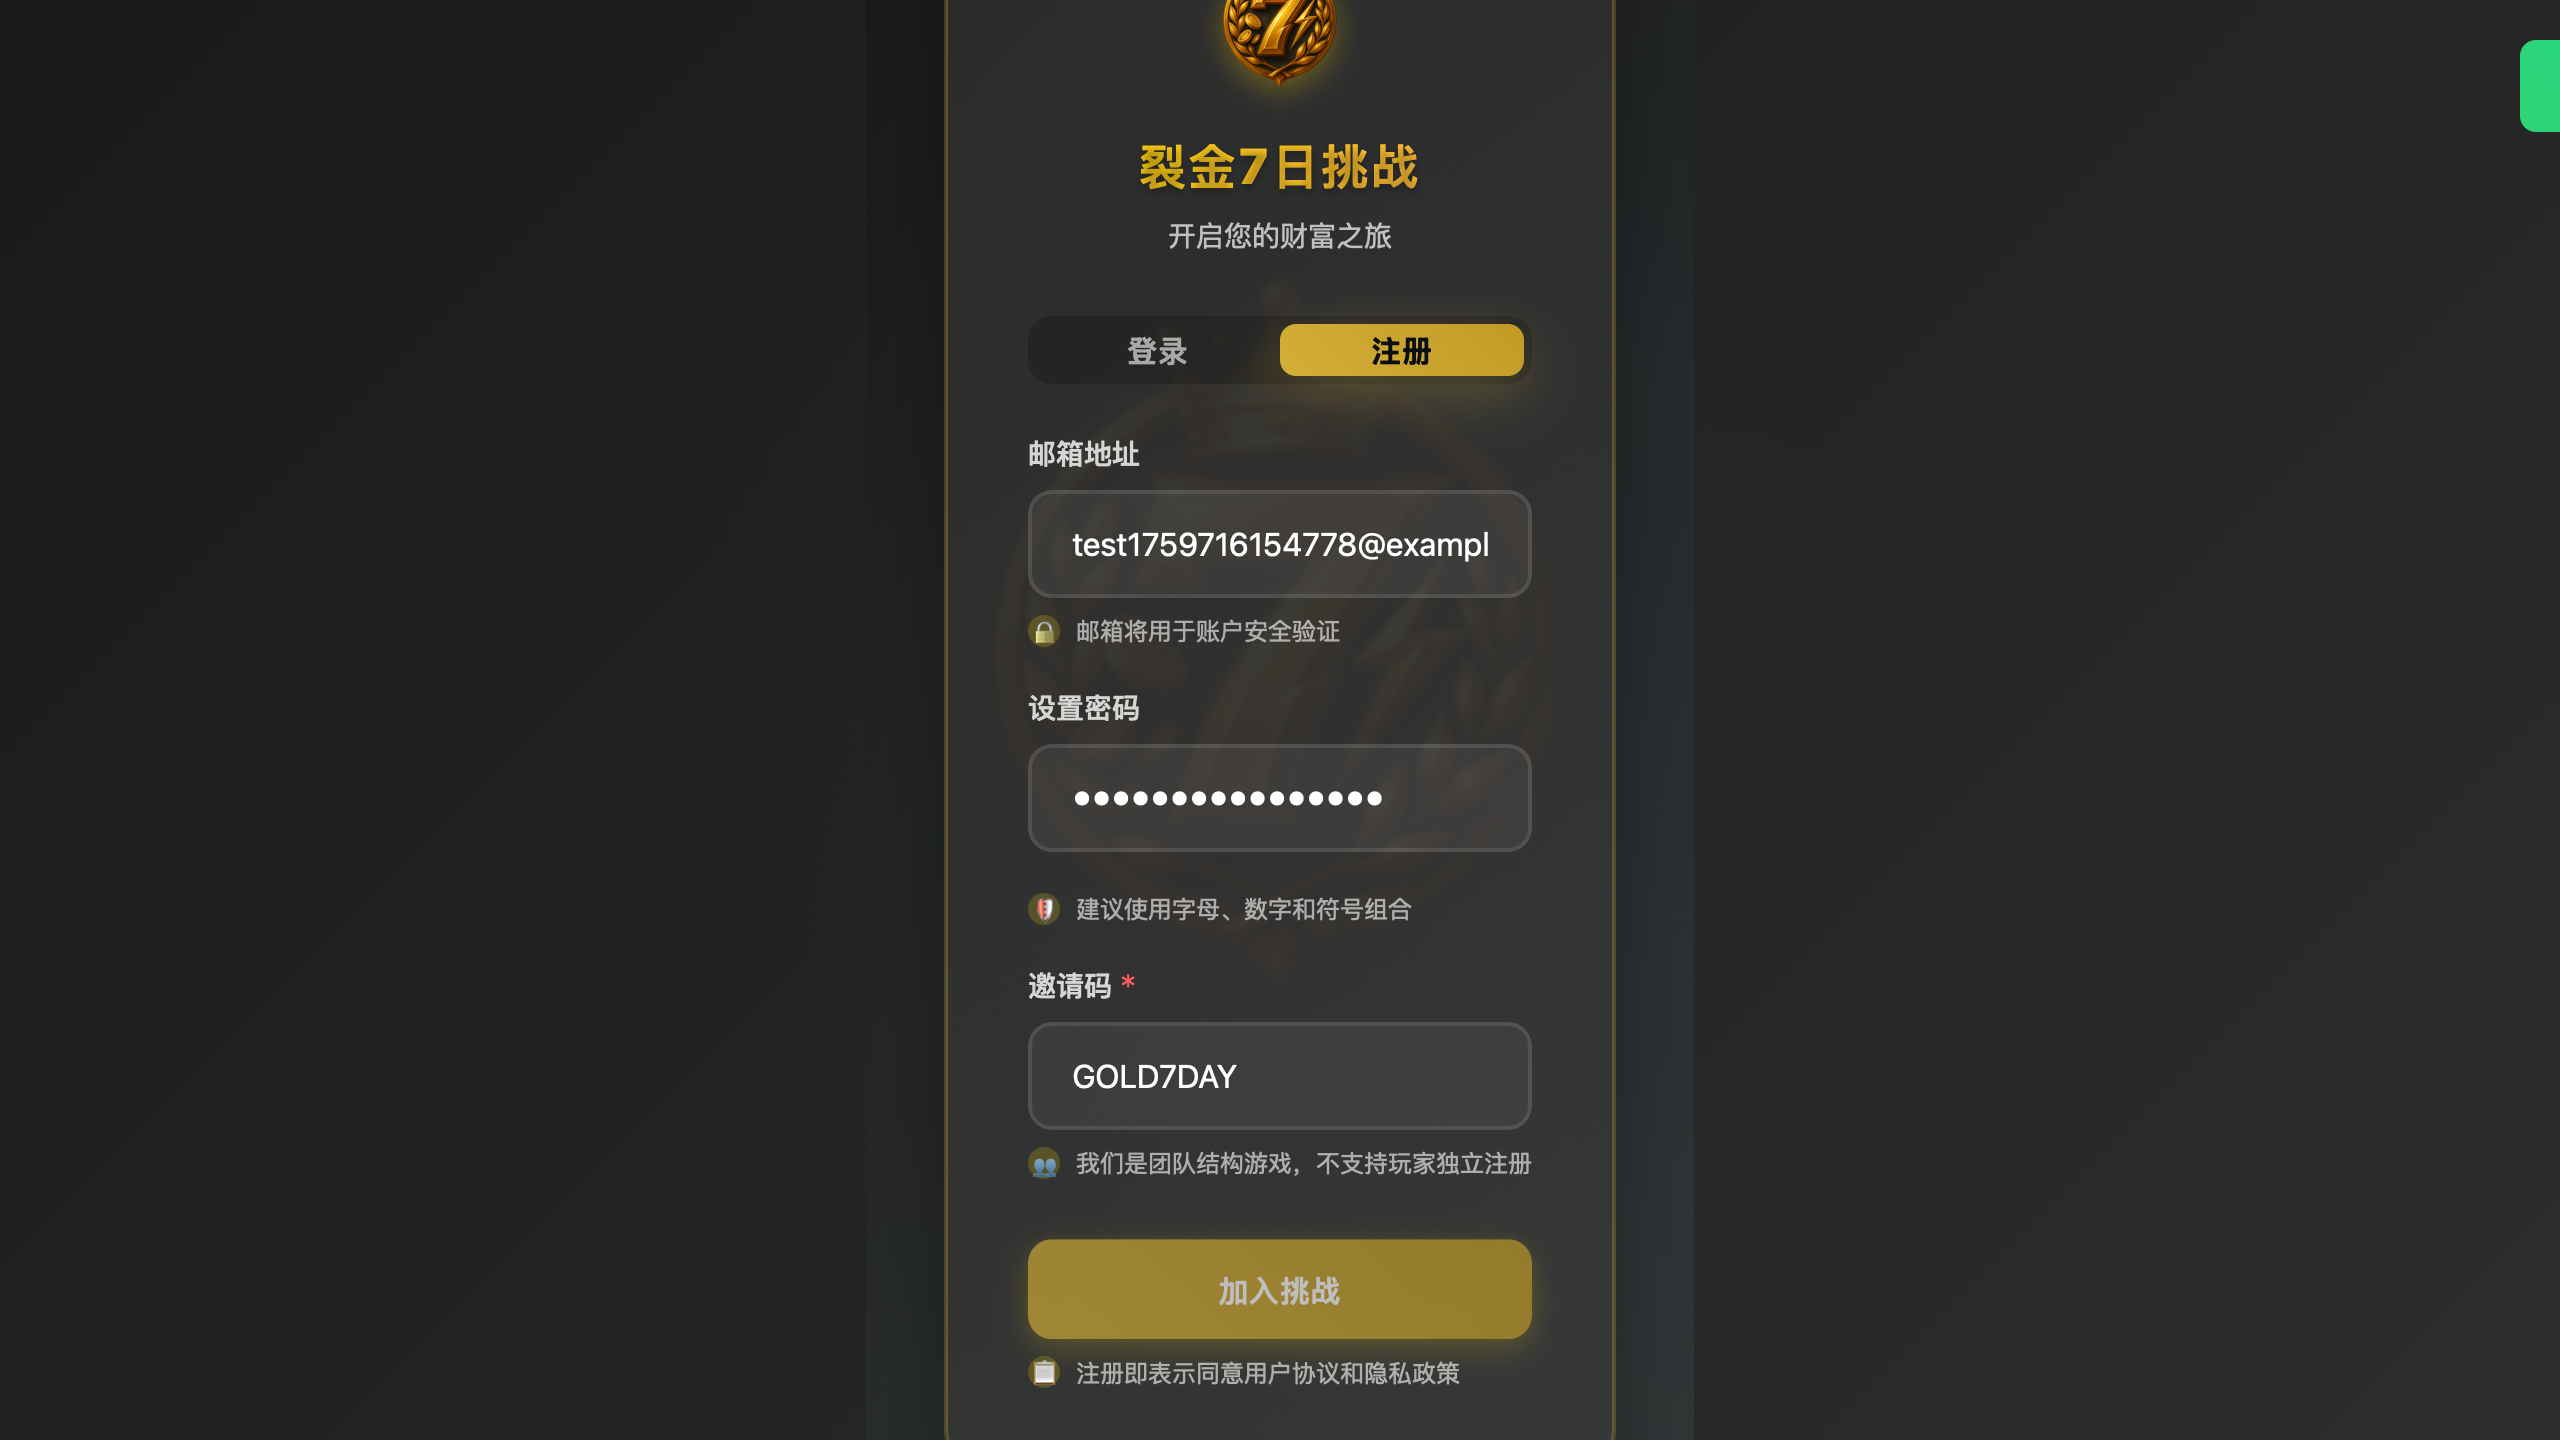 7
裂金7日挑战
开启您的财富之旅
登录
注册
邮箱地址
test1759716154778@exampl
邮箱将用于账户安全验证
设置密码
建议使用字母、数字和符号组合
邀请码 *
GOLD7DAY
我们是团队结构游戏，不支持玩家独立注册
加入挑战
注册即表示同意用户协议和隐私政策